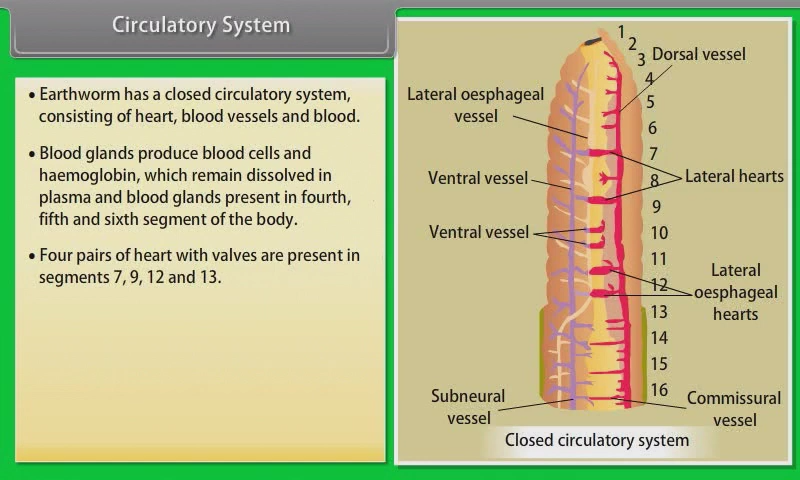 Circulatory System
• Earthworm has a closed circulatory system,
consisting of heart, blood vessels and blood.
• Blood glands produce blood cells and
haemoglobin, which remain dissolved in
plasma and blood glands present in fourth,
fifth and sixth segment of the body.
• Four pairs of heart with valves are present in
segments 7, 9, 12 and 13.
1
2
3
Dorsal vessel
4
Lateral oesphageal
vessel
5
6
7
Ventral vessel
8
Lateral hearts
9
Ventral vessel
10
11
Lateral
oesphageal
hearts
12
13
14
15
16
Subneural
vessel
Commissural
vessel
Closed circulatory system